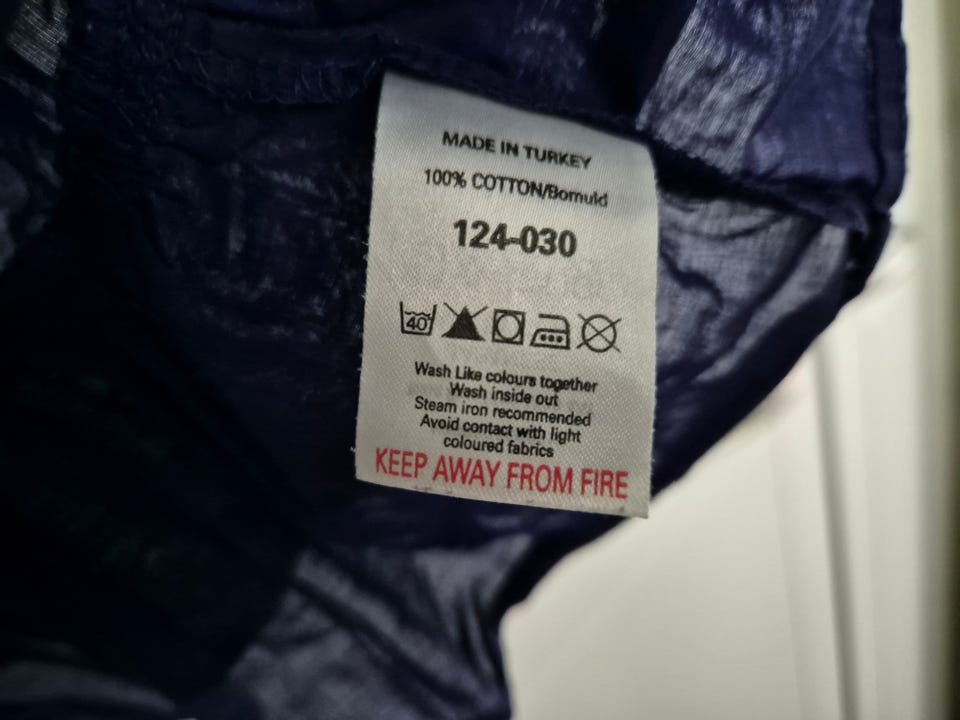 MADE IN TURKEY
100% COTTON/Bomuld
124-030
40
Wash Like colours together
Wash inside out
Steam iron recommended
Avoid contact with light
coloured fabrics
KEEP AWAY FROM FIRE